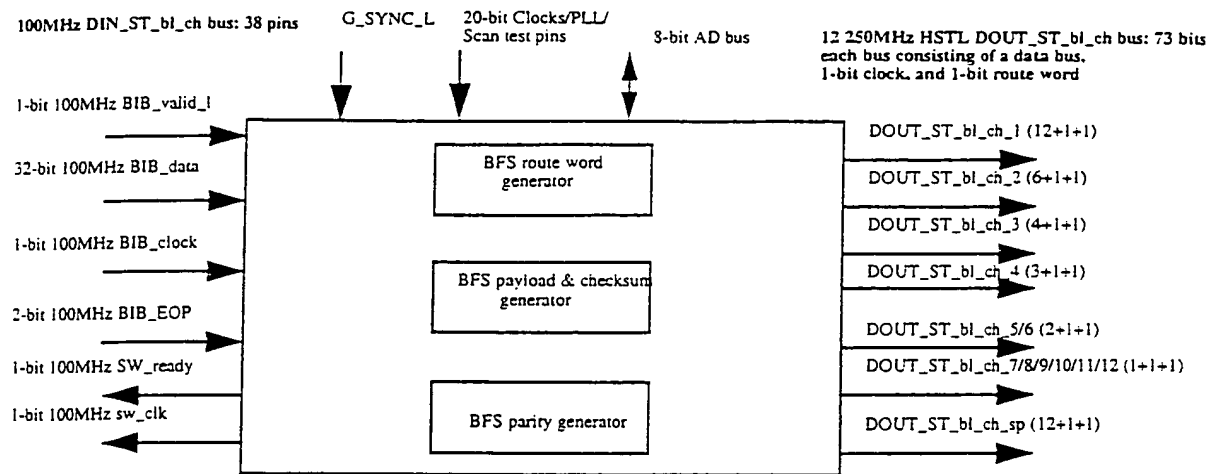 100MHz DIN_ST_bl_ch bus: 38 pins
G_SYNC_L
20-bit Clocks/PLL/
Scan test pins
8-bit AD bus
12 250MHz HSTL DOUT_ST_bl_ch bus: 73 bits
each bus consisting of a data bus,
1-bit clock, and 1-bit route word
1-bit 100MHz BIB_valid_l
32-bit 100MHz BIB_data
1-bit 100MHz BIB_clock
2-bit 100MHz BIB_EOP
1-bit 100MHz SW_ready
1-bit 100MHz sw_clk
BFS route word
generator
BFS payload & checksum
generator
BFS parity generator
DOUT_ST_bl_ch_1 (12+1+1)
DOUT_ST_bl_ch_2 (6+1+1)
DOUT_ST_bl_ch_3 (4+1+1)
DOUT_ST_bl_ch_4 (3+1+1)
DOUT_ST_bl_ch_5/6 (2+1+1)
DOUT_ST_bl_ch_7/8/9/10/11/12 (1+1+1)
DOUT_ST_bl_ch_sp (12+1+1)